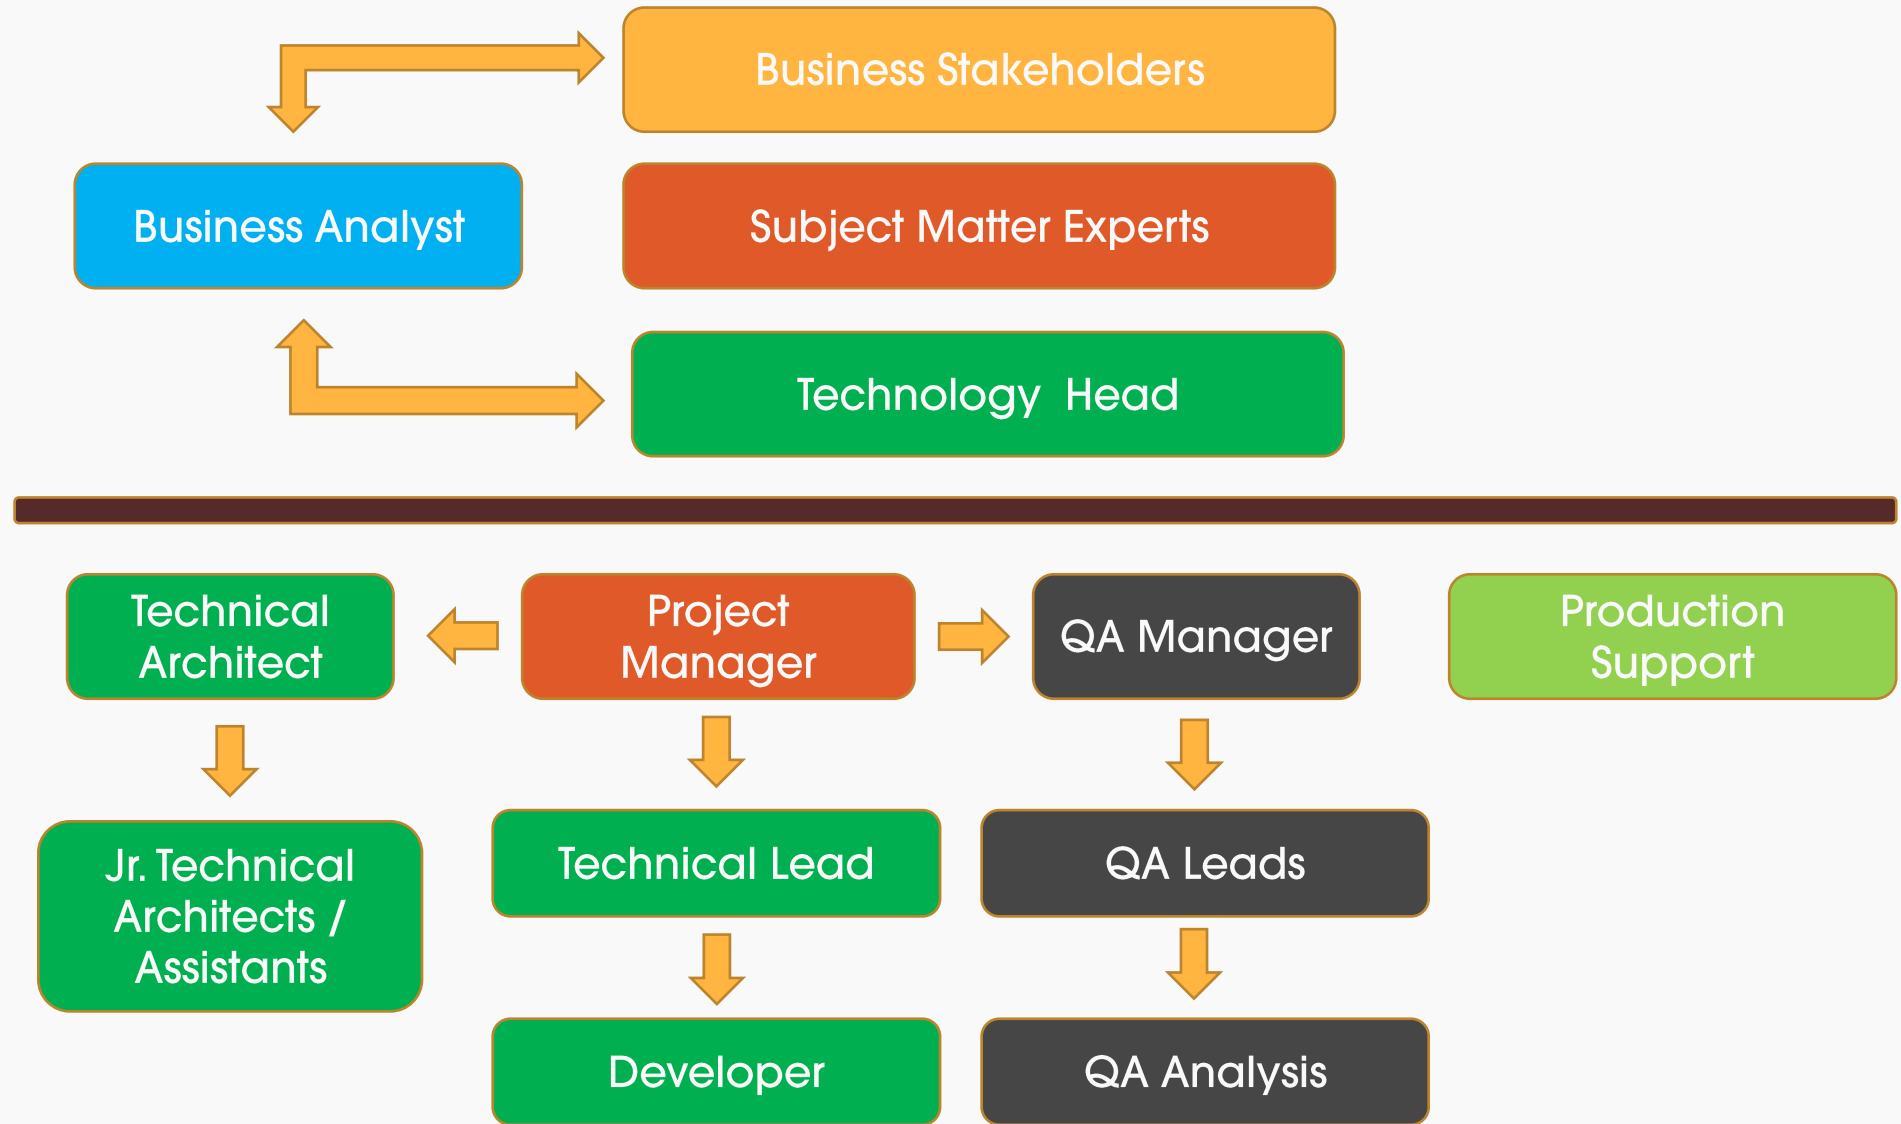 Business Stakeholders
Business Analyst
Subject Matter Experts
Technology  Head
Technical
Architect
Project
Manager
QA Manager
Production
Support
Jr. Technical
Architects /
Assistants
Technical Lead
QA Leads
Developer
QA Analysis